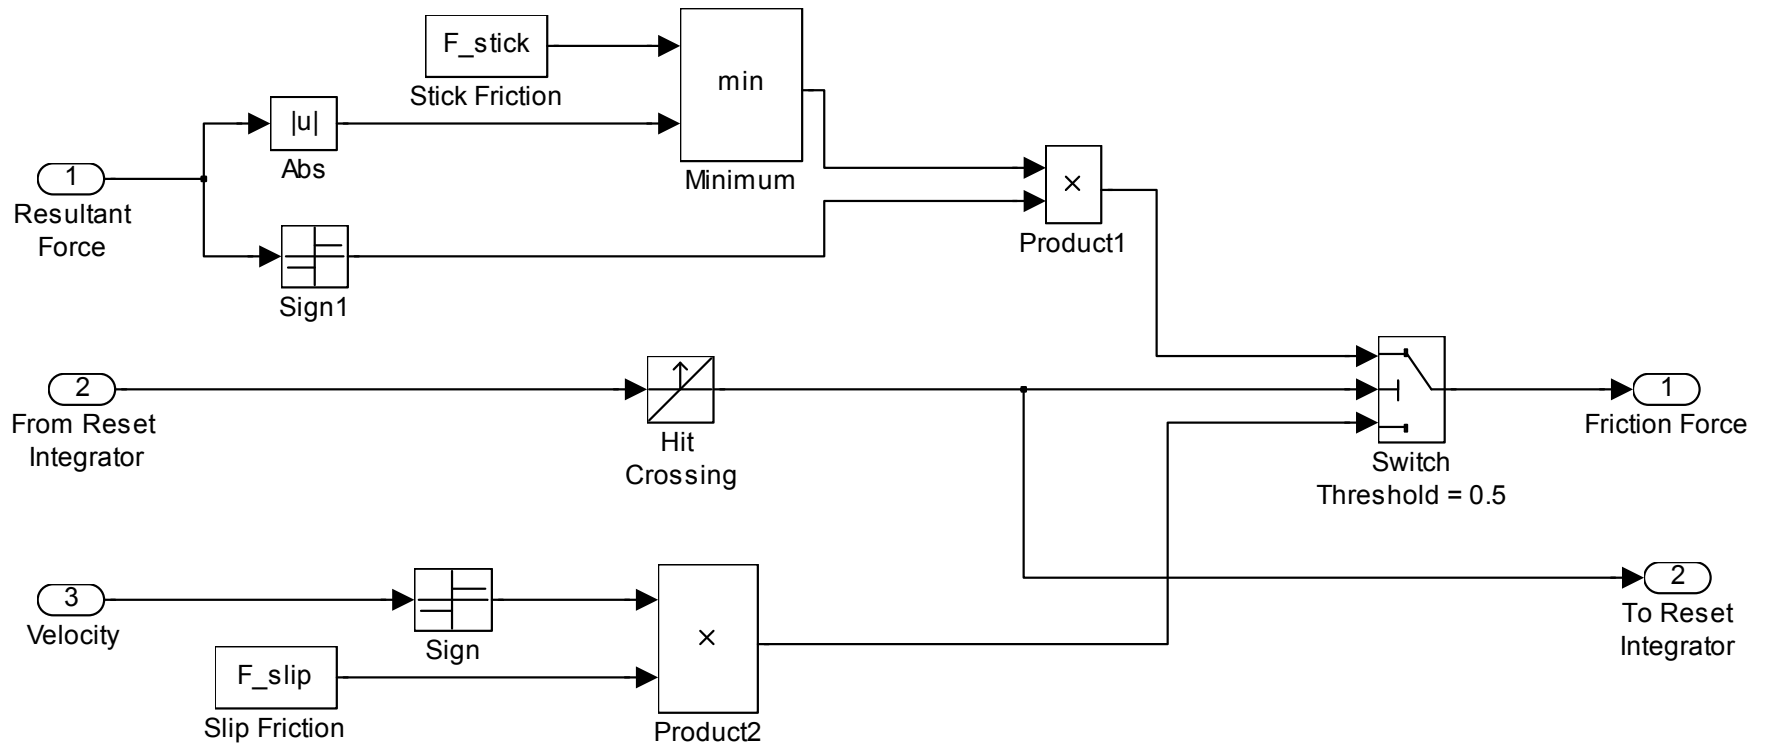 F_stick
Stick Friction
min
Minimum
|u|
Abs
1
Resultant
Force
Sign1
×
Product1
2
From Reset
Integrator
Hit
Crossing
Switch
Threshold = 0.5
1
Friction Force
3
Velocity
Sign
F_slip
Slip Friction
×
Product2
2
To Reset
Integrator